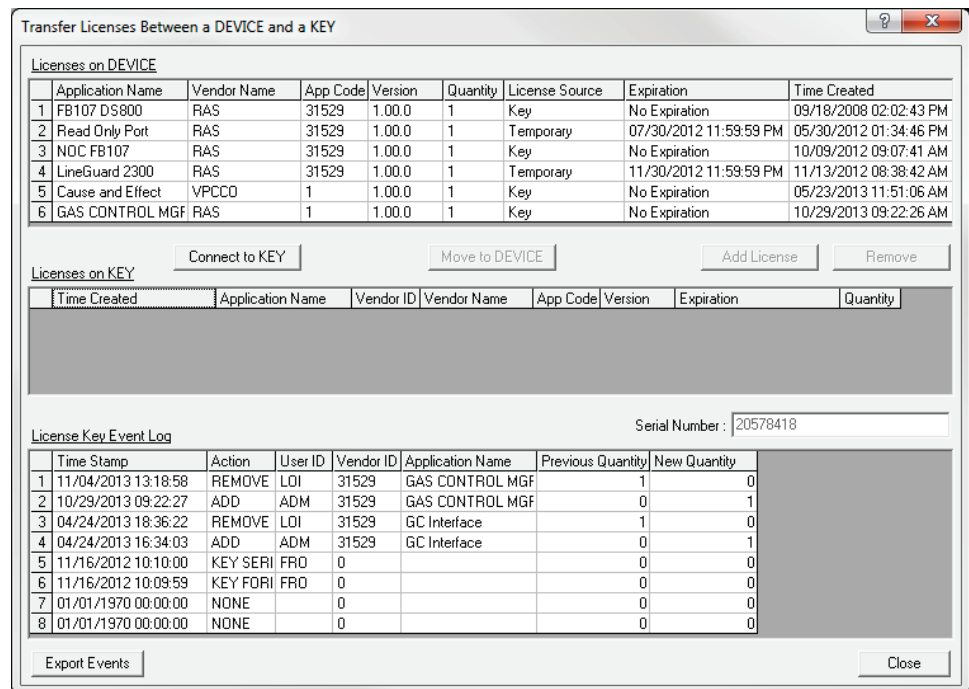 Transfer Licenses Between a DEVICE and a KEY
Licenses on DEVICE
Application Name Vendor Name App Code Version Quantity License Source Expiration Time Created
1 FB107 DS800 RAS 31529 1.00.0 1 Key No Expiration 09/18/2008 02:02:43 PM
2 Read Only Port RAS 31529 1.00.0 1 Temporary 07/30/2012 11:59:59 PM 05/30/2012 01:34:46 PM
3 NOC FB107 RAS 31529 1.00.0 1 Key No Expiration 10/09/2012 09:07:41 AM
4 LineGuard 2300 RAS 31529 1.00.0 1 Temporary 11/30/2012 11:59:59 PM 11/13/2012 08:38:42 AM
5 Cause and Effect VPCCO 1 1.00.0 1 Key No Expiration 05/23/2013 11:51:06 AM
6 GAS CONTROL MGF RAS 1 1.00.0 1 Key No Expiration 10/29/2013 09:22:26 AM
Connect to KEY Move to DEVICE Add License Remove
Licenses on KEY
Time Created Application Name Vendor ID Vendor Name App Code Version Expiration Quantity
Serial Number : 20578418
License Key Event Log
Time Stamp Action User ID Vendor ID Application Name Previous Quantity New Quantity
1 11/04/2013 13:18:58 REMOVE LOI 31529 GAS CONTROL MGF 1 0
2 10/29/2013 09:22:27 ADD ADM 31529 GAS CONTROL MGF 0 1
3 04/24/2013 18:36:22 REMOVE LOI 31529 GC Interface 1 0
4 04/24/2013 16:34:03 ADD ADM 31529 GC Interface 0 1
5 11/16/2012 10:10:00 KEY SERI FRO 0 0 0
6 11/16/2012 10:09:59 KEY FORI FRO 0 0 0
7 01/01/1970 00:00:00 NONE 0 0 0
8 01/01/1970 00:00:00 NONE 0 0 0
Export Events Close